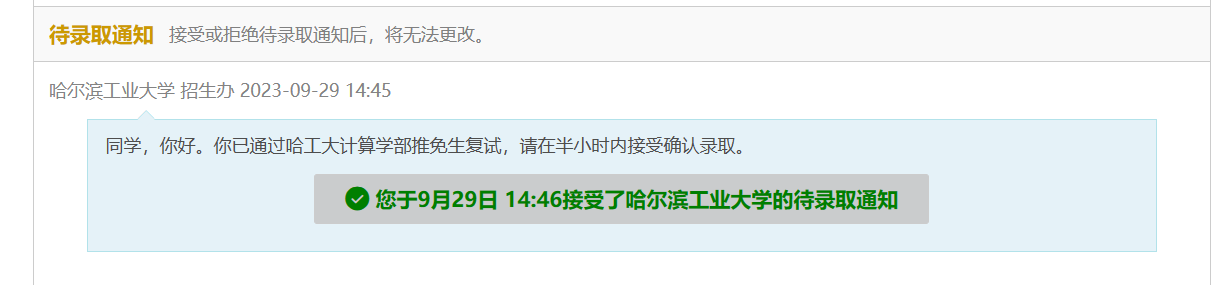 待录取通知 接受或拒绝待录取通知后，将无法更改。
哈尔滨工业大学 招生办 2023-09-29 14:45
同学，你好。你已通过哈工大计算学部推免生复试，请在半小时内接受确认录取。
您于9月29日 14:46接受了哈尔滨工业大学的待录取通知